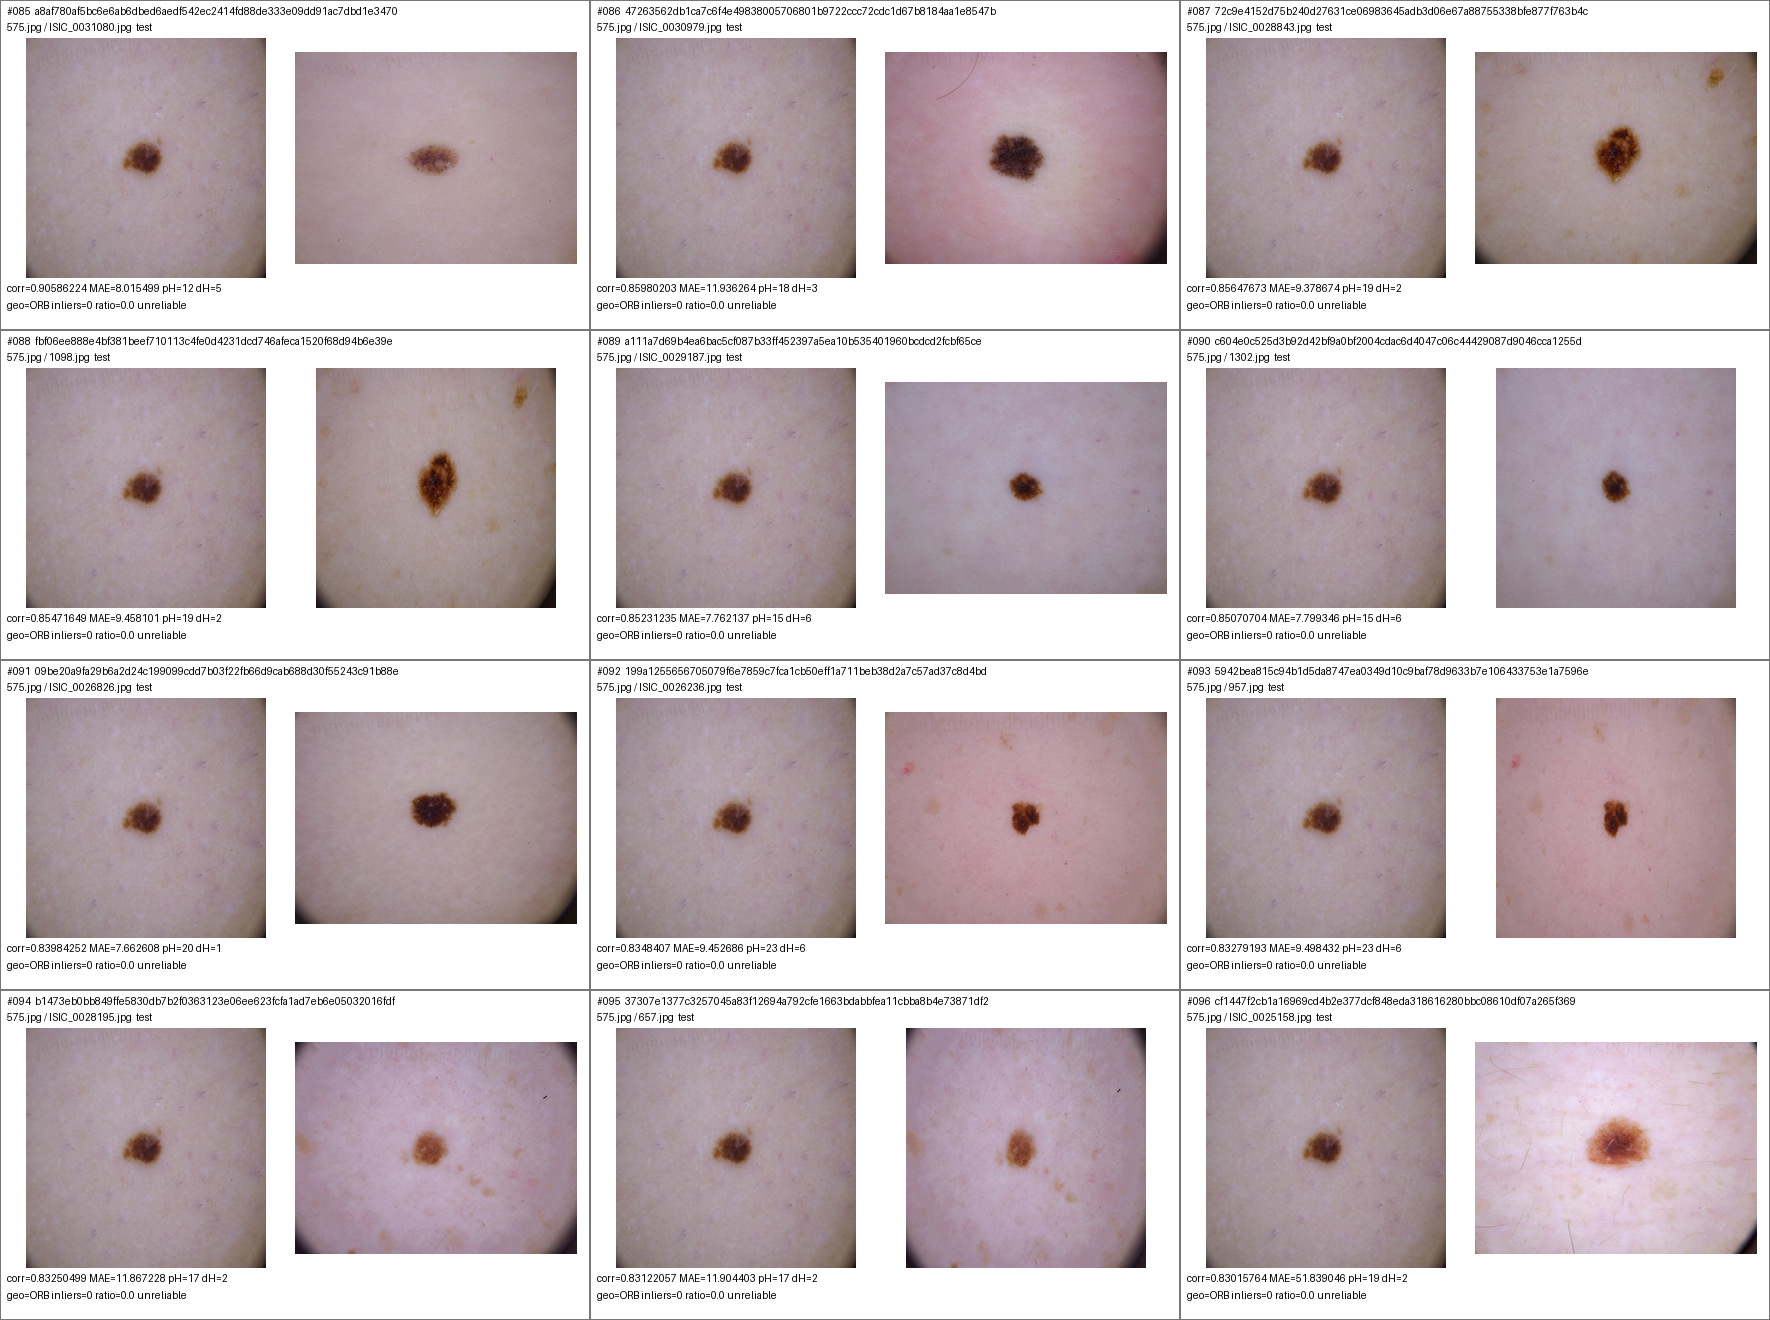 #085 a8af780af5bc6e6ab6dbed6aedf542ec2414fd88de333e09dd91ac7dbd1e3470
575.jpg / ISIC_0031080.jpg test
corr=0.90586224 MAE=8.015499 pH=12 dH=5
geo=ORB inliers=0 ratio=0.0 unreliable
#086 47263562db1ca7c6f4e49838005706801b9722ccc72cdc1d67b8184aa1e8547b
575.jpg / ISIC_0030979.jpg test
corr=0.85980203 MAE=11.936264 pH=18 dH=3
geo=ORB inliers=0 ratio=0.0 unreliable
#087 72c9e4152d75b240d27631ce06983645adb3d06e67a88755338bfe877f763b4c
575.jpg / ISIC_0028843.jpg test
corr=0.85647673 MAE=9.378674 pH=19 dH=2
geo=ORB inliers=0 ratio=0.0 unreliable
#088 fbf06ee888e4bf381beef710113c4fe0d4231dcd746afeca1520f68d94b6e39e
575.jpg / 1098.jpg test
corr=0.85471649 MAE=9.458101 pH=19 dH=2
geo=ORB inliers=0 ratio=0.0 unreliable
#089 a111a7d69b4ea6bac5cf087b33ff452397a5ea10b535401960bcdcd2fcbf65ce
575.jpg / ISIC_0029187.jpg test
corr=0.85231235 MAE=7.762137 pH=15 dH=6
geo=ORB inliers=0 ratio=0.0 unreliable
#090 c604e0c525d3b92d42bf9a0bf2004cdac6d4047c06c44429087d9046cca1255d
575.jpg / 1302.jpg test
corr=0.85070704 MAE=7.799346 pH=15 dH=6
geo=ORB inliers=0 ratio=0.0 unreliable
#091 09be20a9fa29b6a2d24c199099cdd7b03f22fb66d9cab688d30f55243c91b88e
575.jpg / ISIC_0026826.jpg test
corr=0.83984252 MAE=7.662608 pH=20 dH=1
geo=ORB inliers=0 ratio=0.0 unreliable
#092 199a1255656705079f6e7859c7fca1cb50eff1a711beb38d2a7c57ad37c8d4bd
575.jpg / ISIC_0026236.jpg test
corr=0.8348407 MAE=9.452686 pH=23 dH=6
geo=ORB inliers=0 ratio=0.0 unreliable
#093 5942bea815c94b1d5da8747ea0349d10c9baf78d9633b7e106433753e1a7596e
575.jpg / 957.jpg test
corr=0.83279193 MAE=9.498432 pH=23 dH=6
geo=ORB inliers=0 ratio=0.0 unreliable
#094 b1473eb0bb849ffe5830db7b2f0363123e06ee623fcfa1ad7eb6e05032016fdf
575.jpg / ISIC_0028195.jpg test
corr=0.83250499 MAE=11.867228 pH=17 dH=2
geo=ORB inliers=0 ratio=0.0 unreliable
#095 37307e1377c3257045a83f12694a792cfe1663bdabbfea11cbba8b4e73871df2
575.jpg / 657.jpg test
corr=0.83122057 MAE=11.904403 pH=17 dH=2
geo=ORB inliers=0 ratio=0.0 unreliable
#096 cf1447f2cb1a16969cd4b2e377dcf848eda318616280bbc08610df07a265f369
575.jpg / ISIC_0025158.jpg test
corr=0.83015764 MAE=51.839046 pH=19 dH=2
geo=ORB inliers=0 ratio=0.0 unreliable